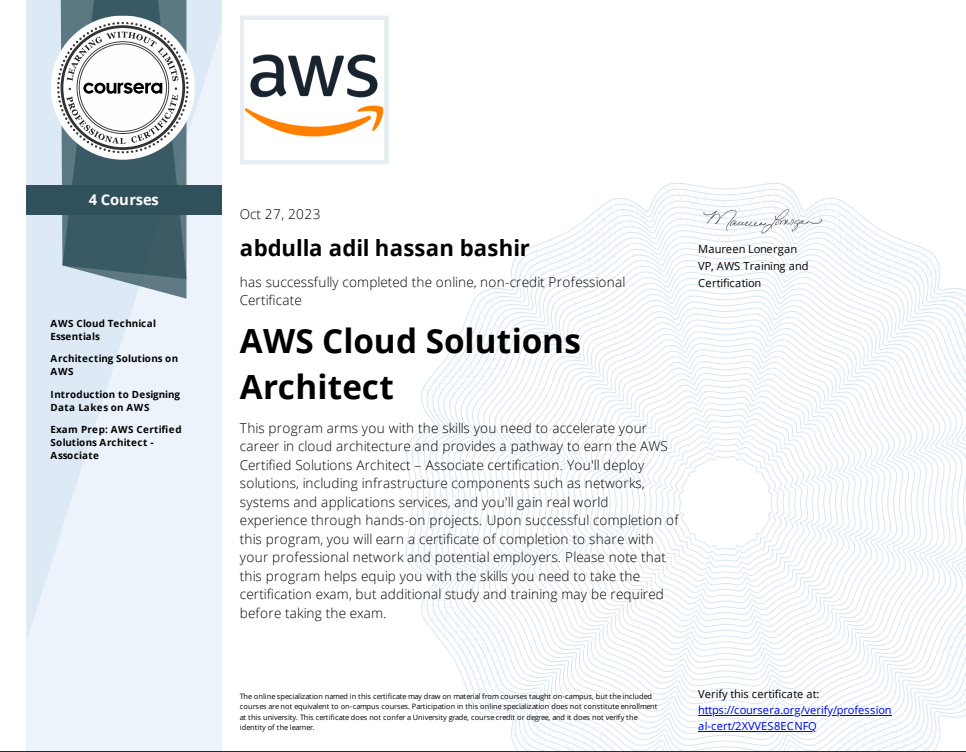 LEARNING WITHOUT LIMITS
coursera
PROFESSIONAL CERTIFICATE
4 Courses
AWS Cloud Technical
Essentials
Architecting Solutions on
AWS
Introduction to Designing
Data Lakes on AWS
Exam Prep: AWS Certified
Solutions Architect -
Associate
aws
Oct 27, 2023
abdulla adil hassan bashir
has successfully completed the online, non-credit Professional
Certificate
AWS Cloud Solutions
Architect
This program arms you with the skills you need to accelerate your
career in cloud architecture and provides a pathway to earn the AWS
Certified Solutions Architect – Associate certification. You'll deploy
solutions, including infrastructure components such as networks,
systems and applications services, and you'll gain real world
experience through hands-on projects. Upon successful completion of
this program, you will earn a certificate of completion to share with
your professional network and potential employers. Please note that
this program helps equip you with the skills you need to take the
certification exam, but additional study and training may be required
before taking the exam.
Maureen Lonergan
Maureen Lonergan
VP, AWS Training and
Certification
The online specialization named in this certificate may draw on material from courses taught on-campus, but the included
courses are not equivalent to on-campus courses. Participation in this online specialization does not constitute enrollment
at this university. This certificate does not confer a University grade, course credit or degree, and it does not verify the
identity of the learner.
Verify this certificate at:
https://coursera.org/verify/profession
al-cert/2XVVES8ECNFQ